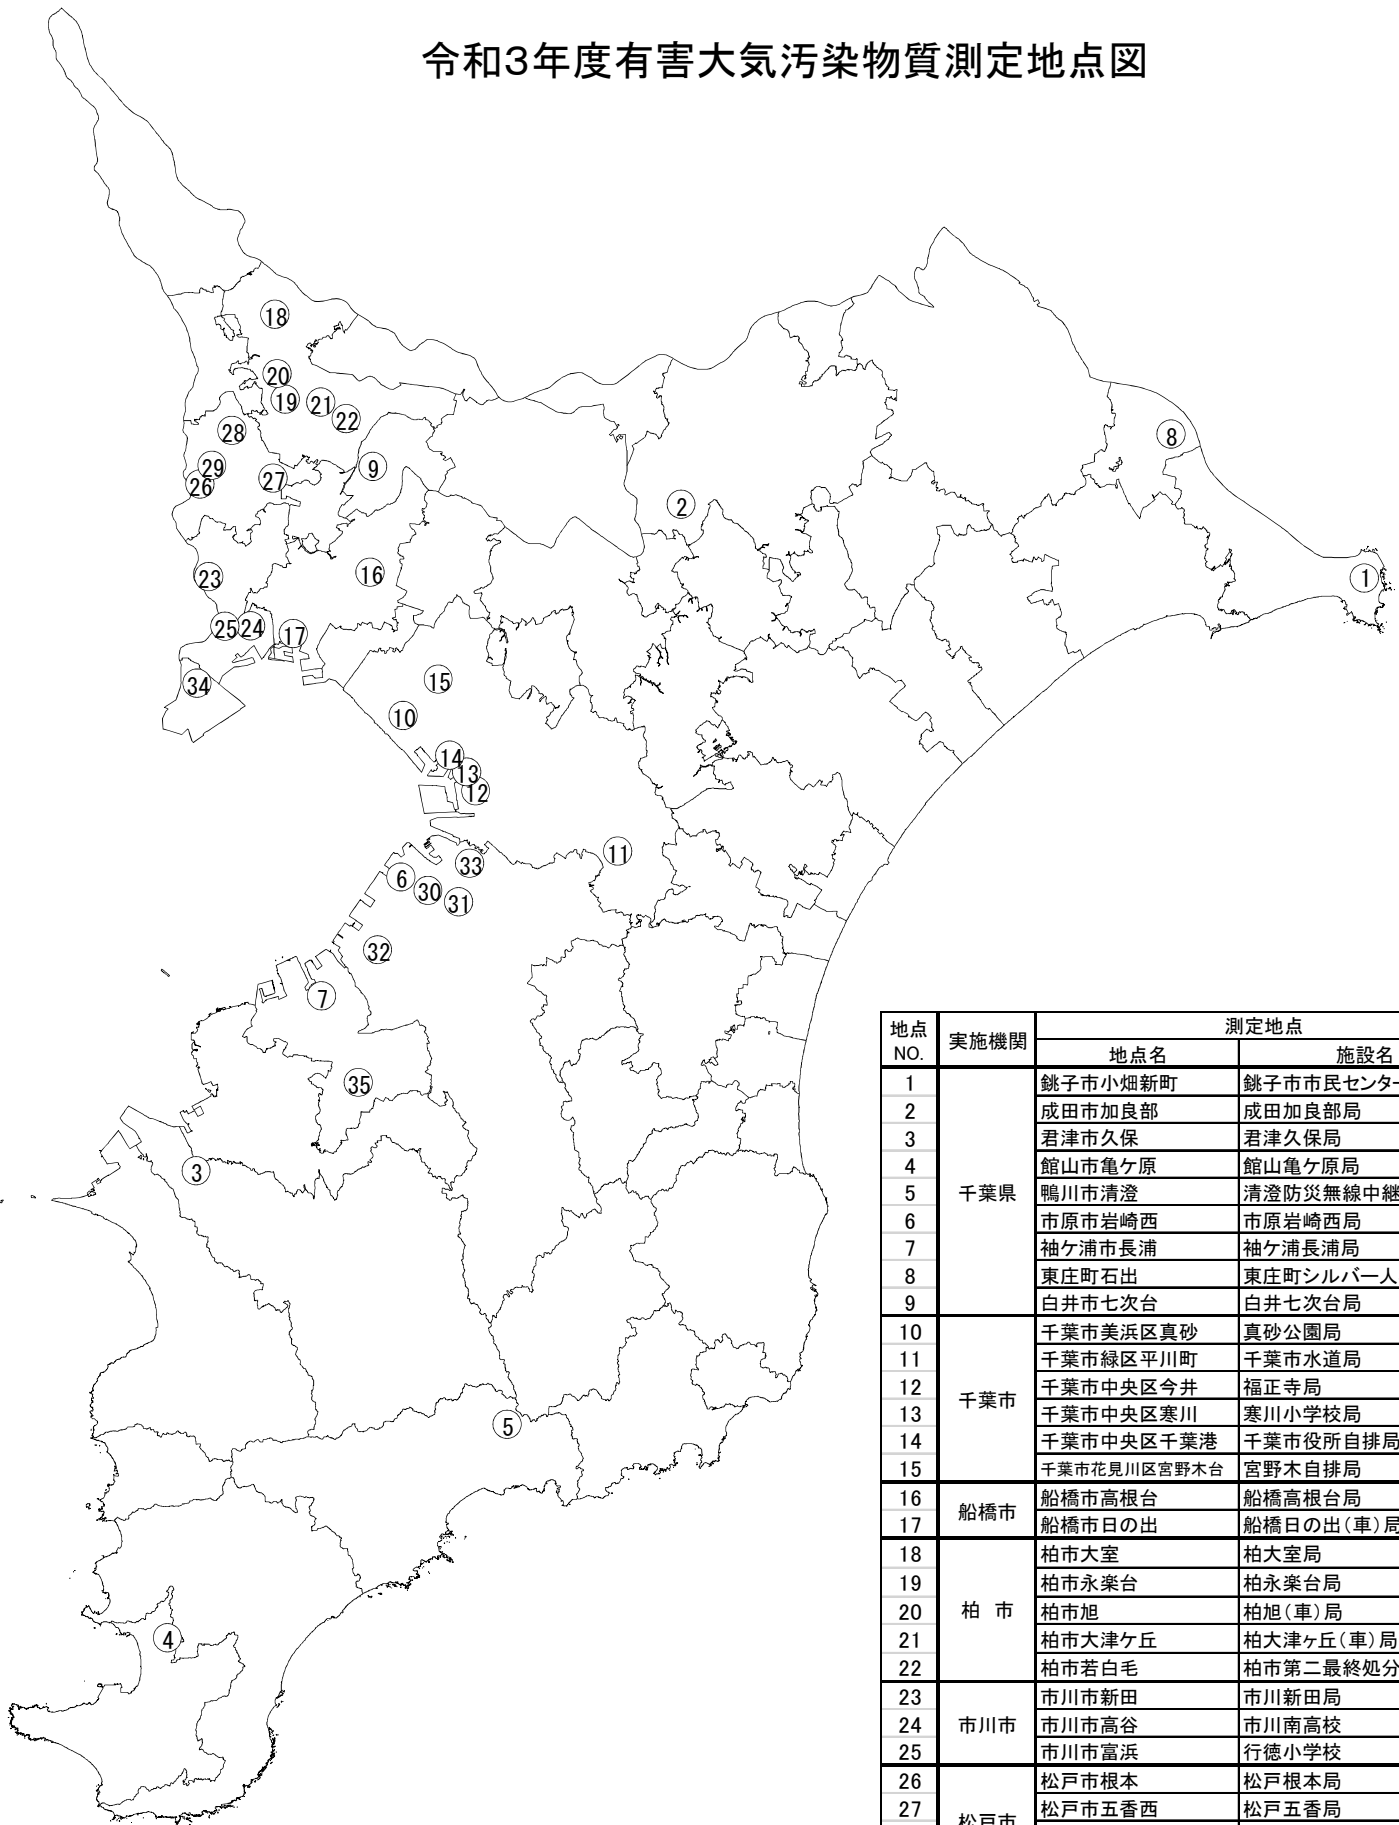 令和3年度有害大気汚染物質測定地点図
18
20
19
21
22
28
29
26
27
9
8
2
23
16
1
25
24
17
34
15
10
14
13
12
11
33
6
30
31
32
7
35
3
5
4
地点NO. 実施機関 測定地点
地点名 施設名
1 千葉県 銚子市小畑新町 銚子市市民センター
2 成田市加良部 成田加良部局
3 君津市久保 君津久保局
4 館山市亀ケ原 館山亀ケ原局
5 鴨川市清澄 清澄防災無線中継
6 市原市岩崎西 市原岩崎西局
7 袖ケ浦市長浦 袖ケ浦長浦局
8 東庄町石出 東庄町シルバー人
9 白井市七次台 白井七次台局
10 千葉市 千葉市美浜区真砂 真砂公園局
11 千葉市緑区平川町 千葉市水道局
12 千葉市中央区今井 福正寺局
13 千葉市中央区寒川 寒川小学校局
14 千葉市中央区千葉港 千葉市役所自排局
15 千葉市花見川区宮野木台 宮野木自排局
16 船橋市 船橋市高根台 船橋高根台局
17 船橋市日の出 船橋日の出(車)局
18 柏 市 柏市大室 柏大室局
19 柏市永楽台 柏永楽台局
20 柏市旭 柏旭(車)局
21 柏市大津ケ丘 柏大津ヶ丘(車)局
22 柏市若白毛 柏市第二最終処分
23 市川市 市川市新田 市川新田局
24 市川市高谷 市川南高校
25 市川市富浜 行徳小学校
26 松戸市 松戸市根本 松戸根本局
27 松戸市五香西 松戸五香局